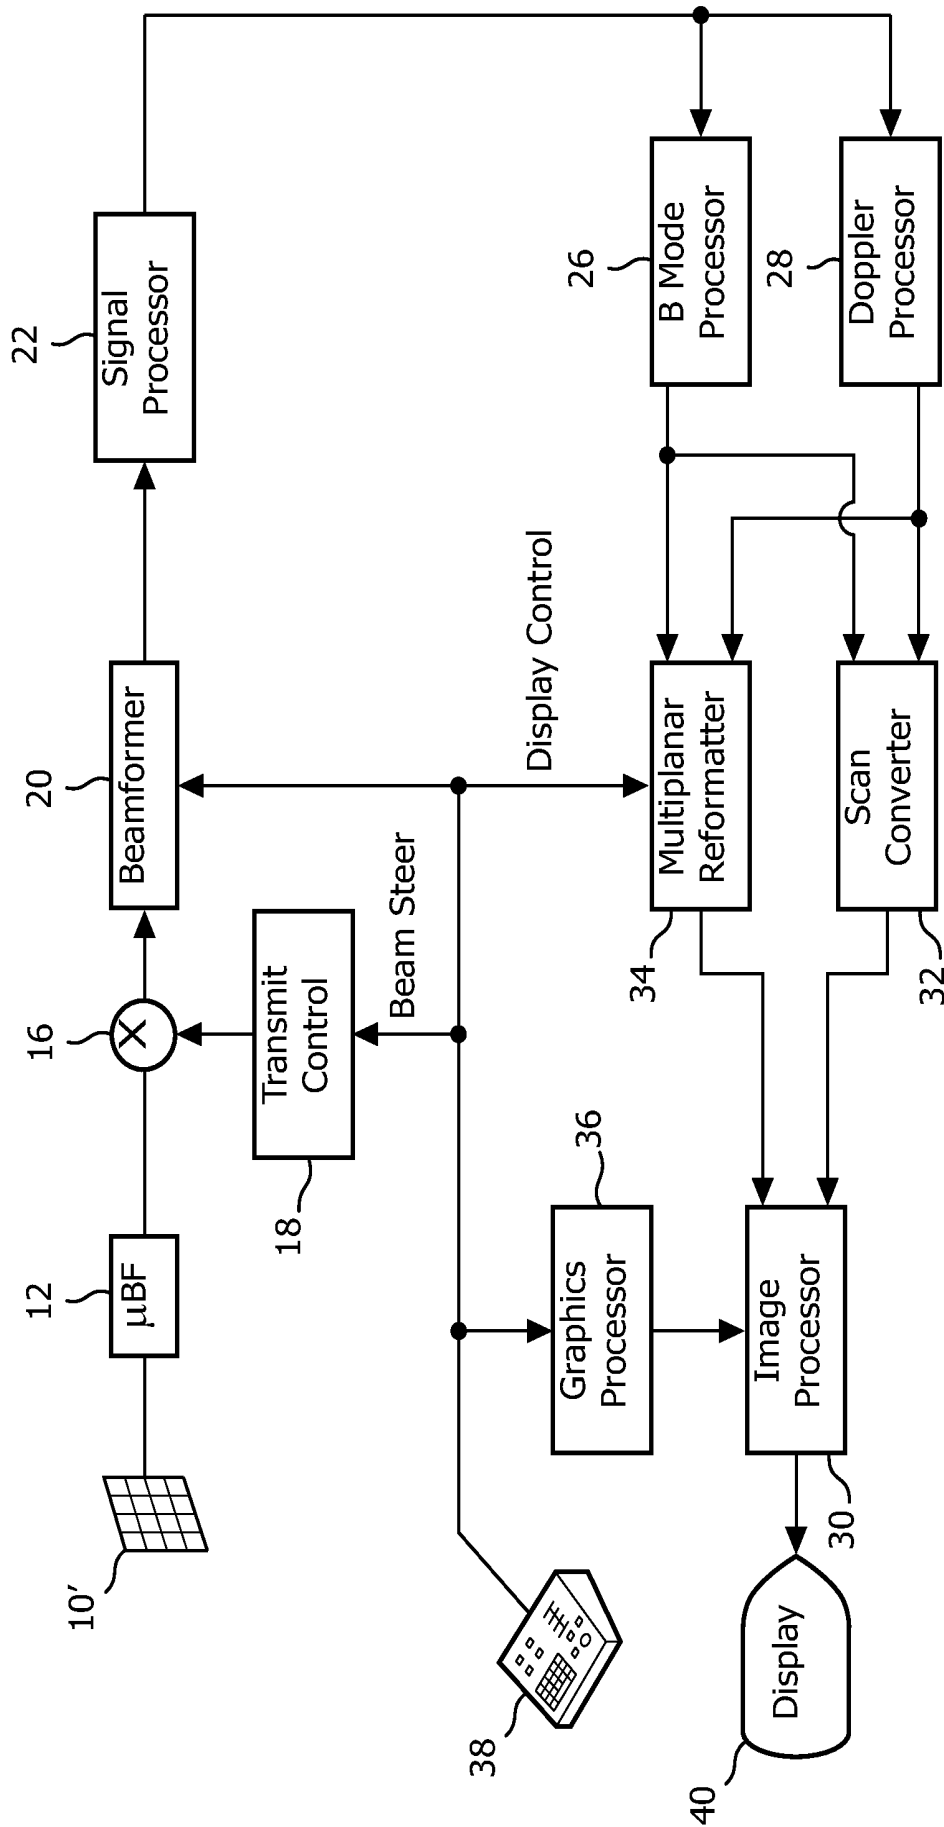 10′
12
µBF
16
X
20
Beamformer
22
Signal
Processor
18
Transmit
Control
Beam Steer
Display Control
38
36
Graphics
Processor
34
Multiplanar
Reformatter
26
B Mode
Processor
40
Display
30
Image
Processor
32
Scan
Converter
28
Doppler
Processor